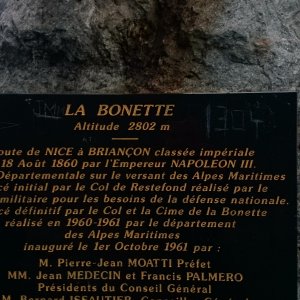 LA BONETTE
Altitude 2802 m
oute de NICE à BRIANÇON classée impériale
18 Août 1860 par l'Empereur NAPOLEON III.
Départementale sur le versant des Alpes Maritimes
cé initial par le Col de Restefond réalisé par le
militaire pour les besoins de la défense nationale.
cé définitif par le Col et la Cime de la Bonette
réalisé en 1960-1961 par le département
des Alpes Maritimes
inauguré le 1er Octobre 1961 par :
M. Pierre-Jean MOATTI Préfet
MM. Jean MEDECIN et Francis PALMERO
Présidents du Conseil Général
M. Bernard ISSAUTIER